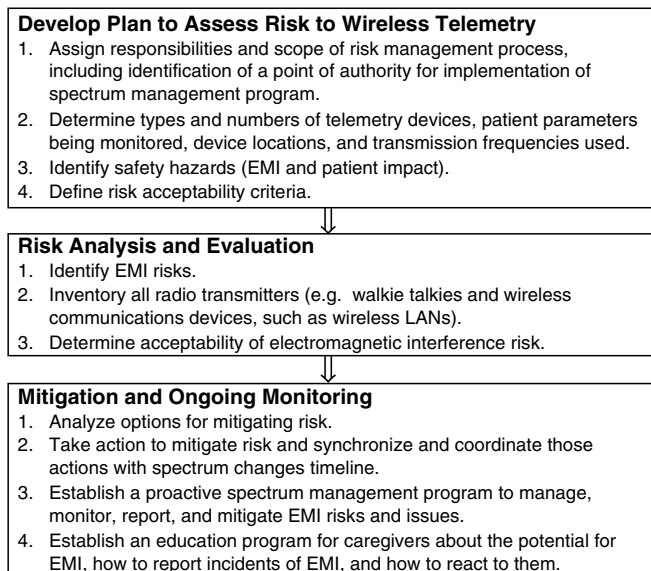 Develop Plan to Assess Risk to Wireless Telemetry
1. Assign responsibilities and scope of risk management process,
including identification of a point of authority for implementation of
spectrum management program.
2. Determine types and numbers of telemetry devices, patient parameters
being monitored, device locations, and transmission frequencies used.
3. Identify safety hazards (EMI and patient impact).
4. Define risk acceptability criteria.
Risk Analysis and Evaluation
1. Identify EMI risks.
2. Inventory all radio transmitters (e.g. walkie talkies and wireless
communications devices, such as wireless LANs).
3. Determine acceptability of electromagnetic interference risk.
Mitigation and Ongoing Monitoring
1. Analyze options for mitigating risk.
2. Take action to mitigate risk and synchronize and coordinate those
actions with spectrum changes timeline.
3. Establish a proactive spectrum management program to manage,
monitor, report, and mitigate EMI risks and issues.
4. Establish an education program for caregivers about the potential for
EMI, how to report incidents of EMI, and how to react to them.